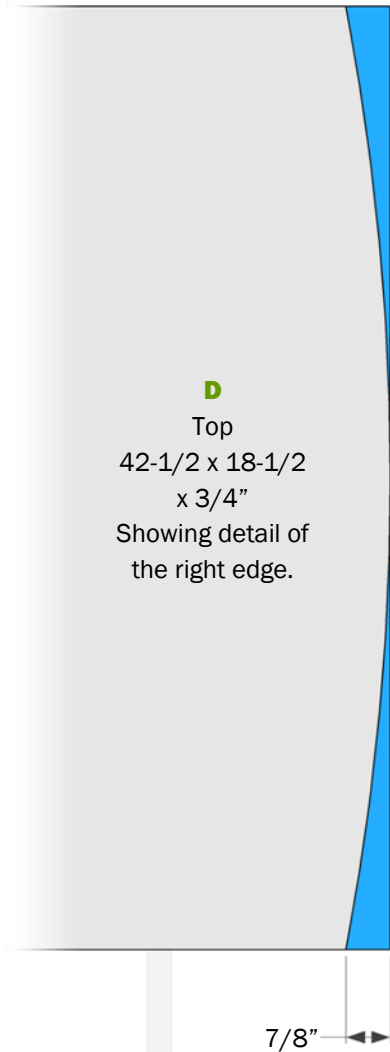 D
Top
42-1/2 x 18-1/2
x 3/4”
Showing detail of
the right edge.
7/8”